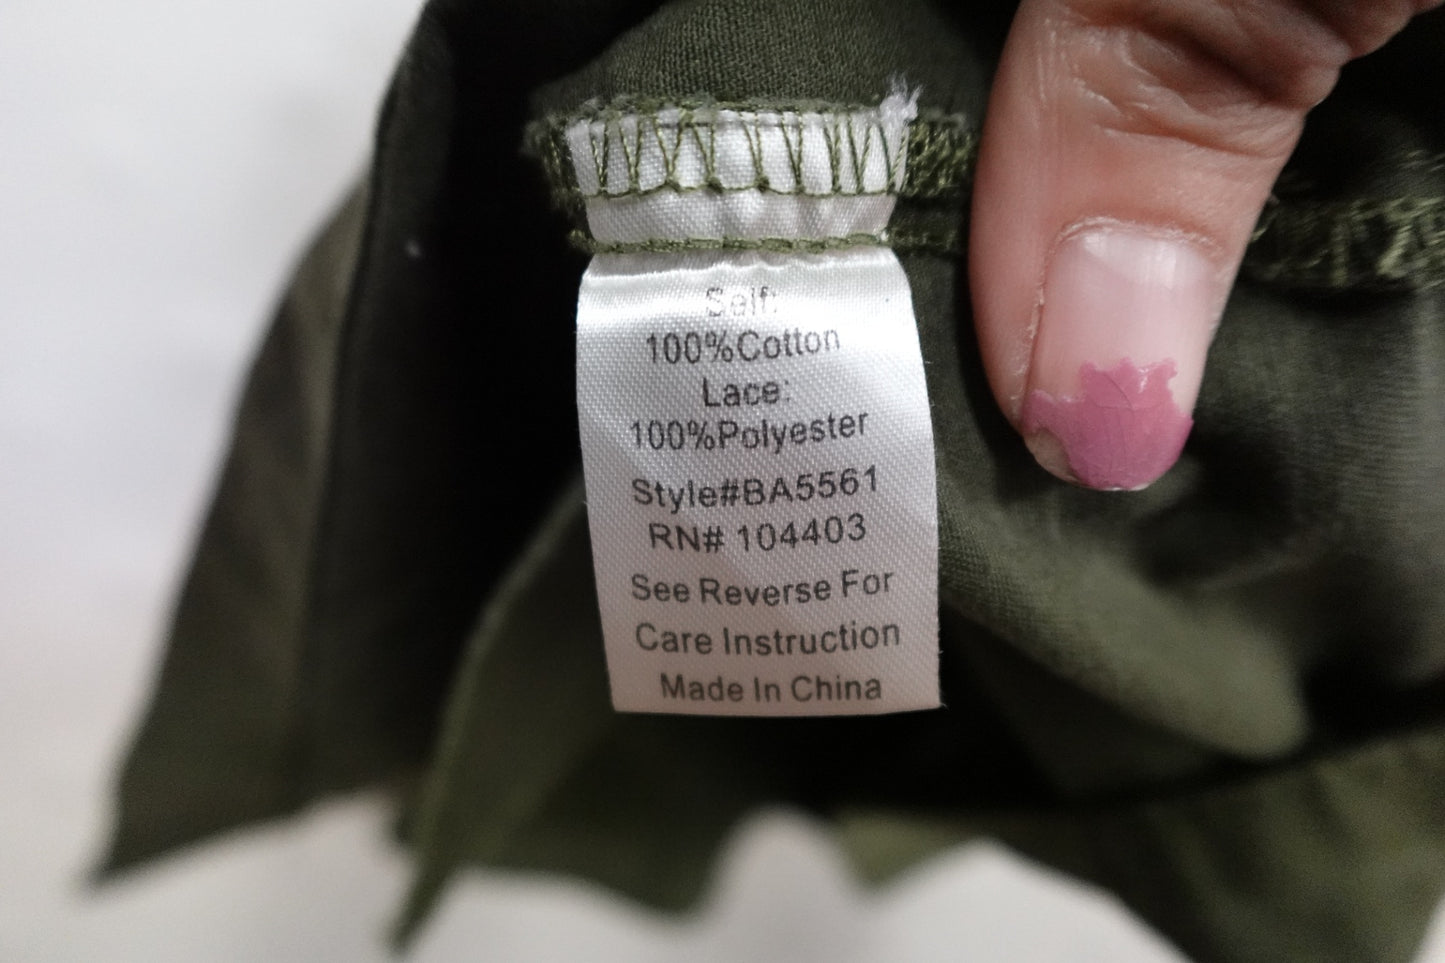 Self:
100%Cotton
Lace:
100%Polyester
Style#BA5561
RN# 104403
See Reverse For
Care Instruction
Made In China